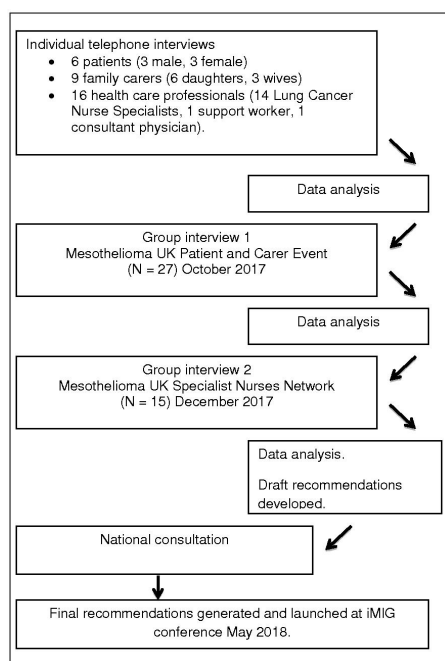 Individual telephone interviews
• 6 patients (3 male, 3 female)
• 9 family carers (6 daughters, 3 wives)
• 16 health care professionals (14 Lung Cancer
Nurse Specialists, 1 support worker, 1
consultant physician).
Data analysis
Group interview 1
Mesothelioma UK Patient and Carer Event
(N = 27) October 2017
Data analysis
Group interview 2
Mesothelioma UK Specialist Nurses Network
(N = 15) December 2017
Data analysis.
Draft recommendations
developed.
National consultation
Final recommendations generated and launched at iMIG
conference May 2018.